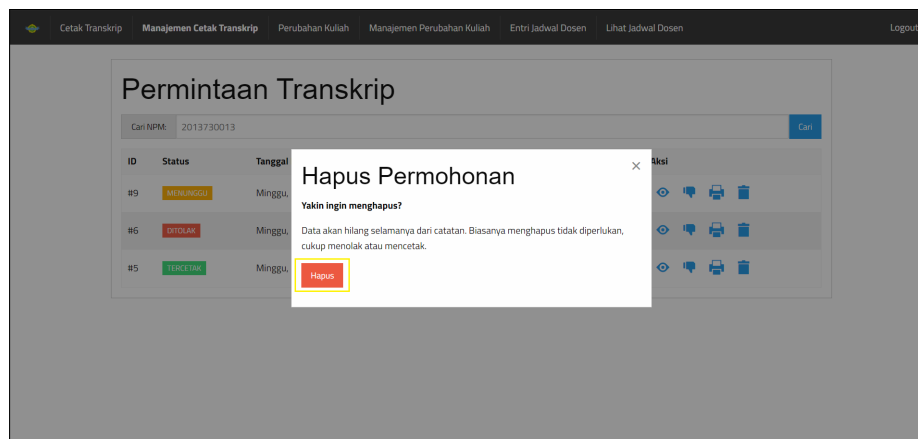 Cetak Transkrip Manajemen Cetak Transkrip Perubahan Kuliah Manajemen Perubahan Kuliah Entri Jadwal Dosen Lihat Jadwal Dosen Logout
Permintaan Transkrip
Cari NPM: 2013730013 Cari
ID Status Tanggal Aksi
#9 MENUNGGU Minggu,
#6 DITOLAK Minggu,
#5 TERCETAK Minggu,
Hapus Permohonan ×
Yakin ingin menghapus?
Data akan hilang selamanya dari catatan. Biasanya menghapus tidak diperlukan,
cukup menolak atau mencetak.
Hapus